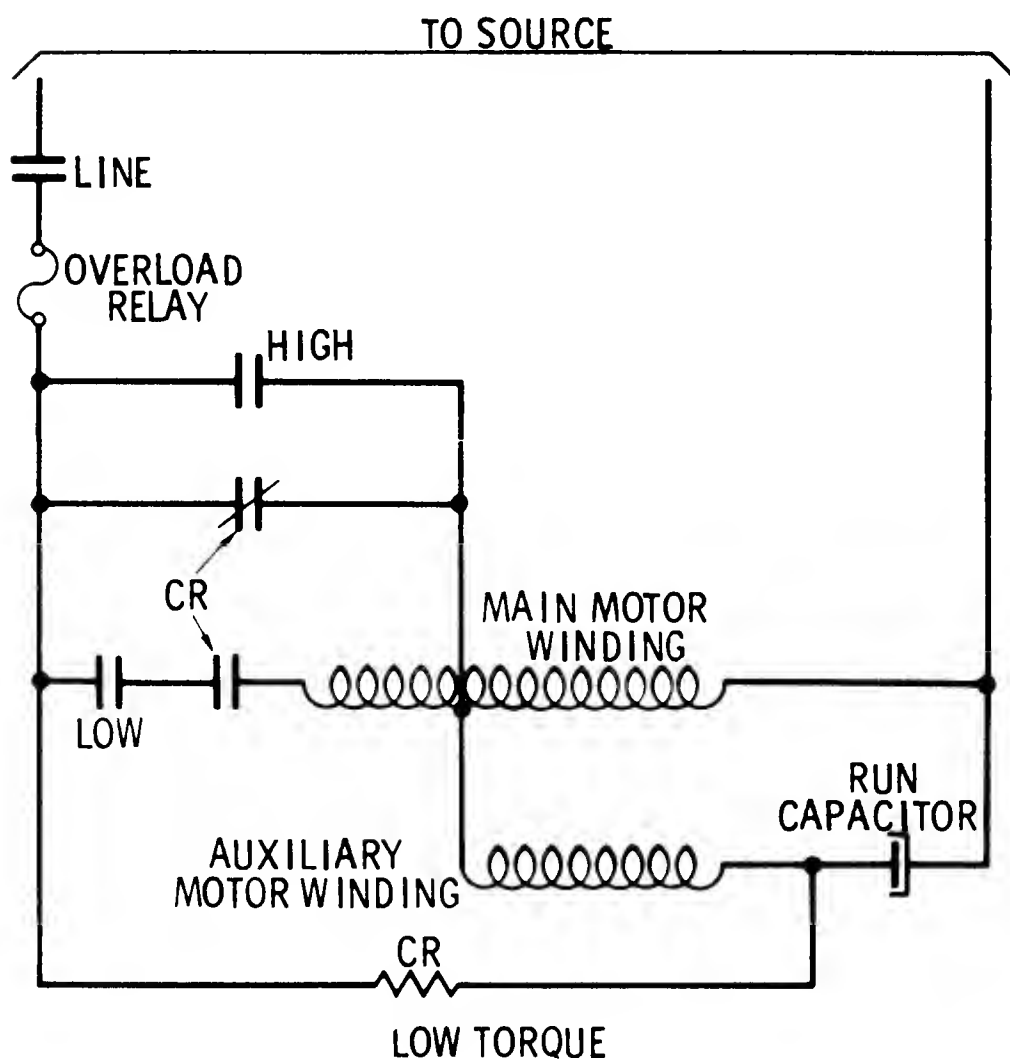 TO SOURCE
LINE
OVERLOAD
RELAY
HIGH
CR
MAIN MOTOR
WINDING
LOW
RUN
CAPACITOR
AUXILIARY
MOTOR WINDING
CR
LOW TORQUE